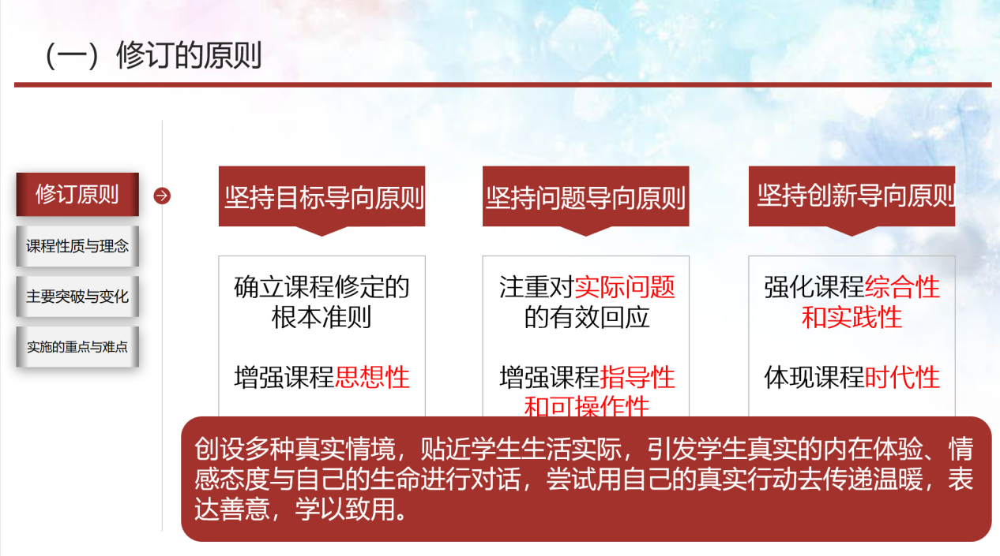 （一）修订的原则
修订原则
课程性质与理念
主要突破与变化
实施的重点与难点
坚持目标导向原则
确立课程修定的
根本准则
增强课程思想性
坚持问题导向原则
注重对实际问题
的有效回应
增强课程指导性
和可操作性
坚持创新导向原则
强化课程综合性
和实践性
体现课程时代性
创设多种真实情境，贴近学生生活实际，引发学生真实的内在体验、情
感态度与自己的生命进行对话，尝试用自己的真实行动去传递温暖，表
达善意，学以致用。